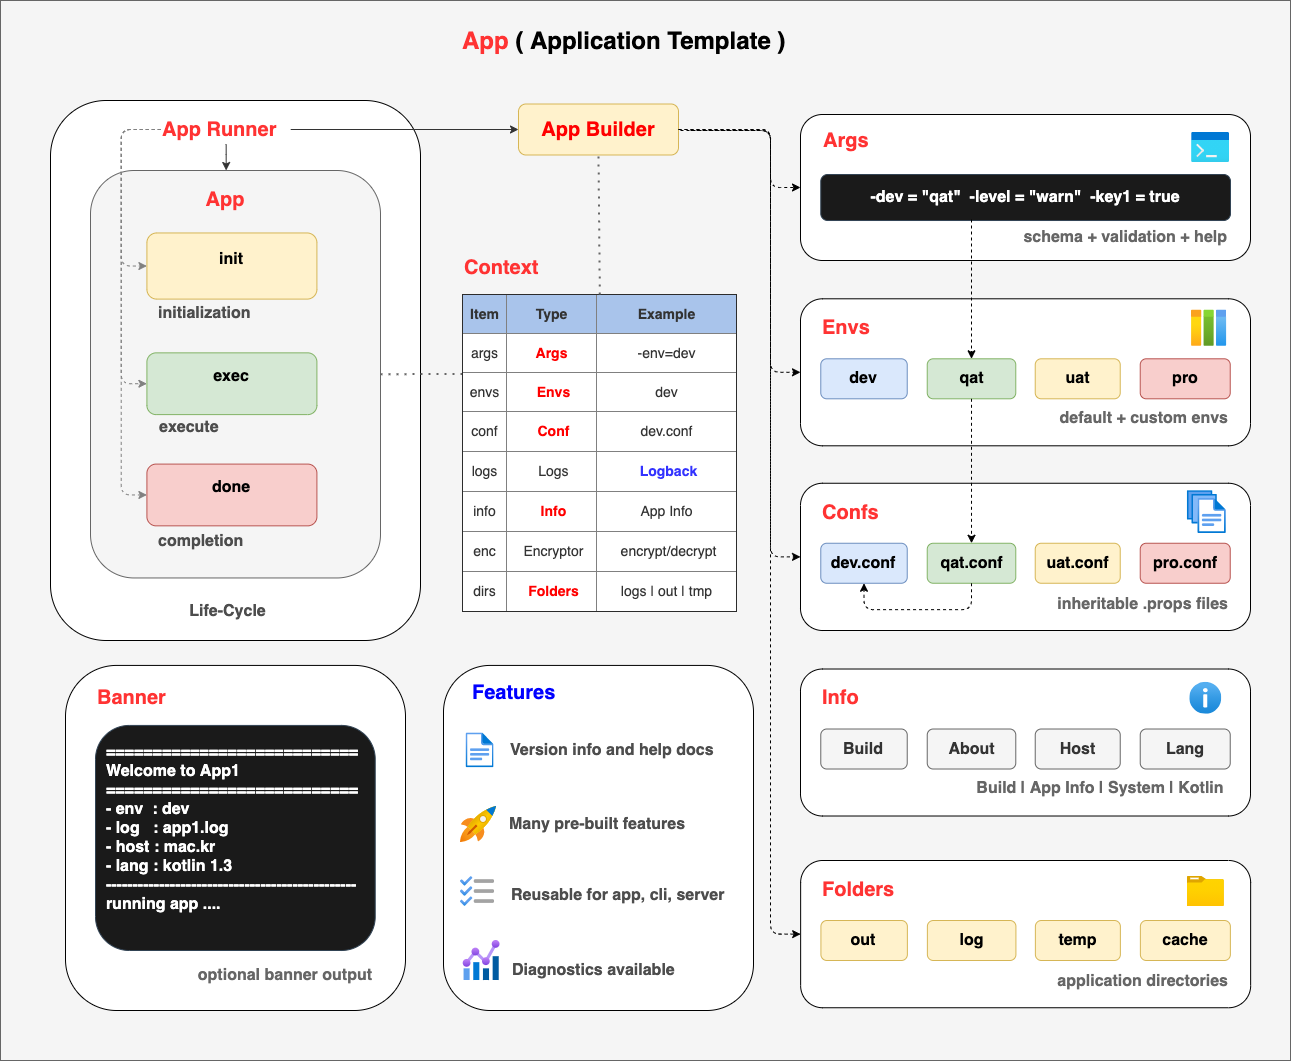 App ( Application Template )
App Runner
App
init
initialization
exec
execute
done
completion
Life-Cycle
App Builder
Context
Item Type Example
args Args -env=dev
envs Envs dev
conf Conf dev.conf
logs Logs Logback
info Info App Info
enc Encryptor encrypt/decrypt
dirs Folders logs | out | tmp
Args
-dev = "qat" -level = "warn" -key1 = true
schema + validation + help
Envs
dev qat uat pro
default + custom envs
Confs
dev.conf qat.conf uat.conf pro.conf
inheritable .props files
Info
Build About Host Lang
Build | App Info | System | Kotlin
Folders
out log temp cache
application directories
Banner
===========================
Welcome to App1
===========================
- env : dev
- log : app1.log
- host : mac.kr
- lang : kotlin 1.3
-----------------------------------------------
running app ....
optional banner output
Features
Version info and help docs
Many pre-built features
Reusable for app, cli, server
Diagnostics available